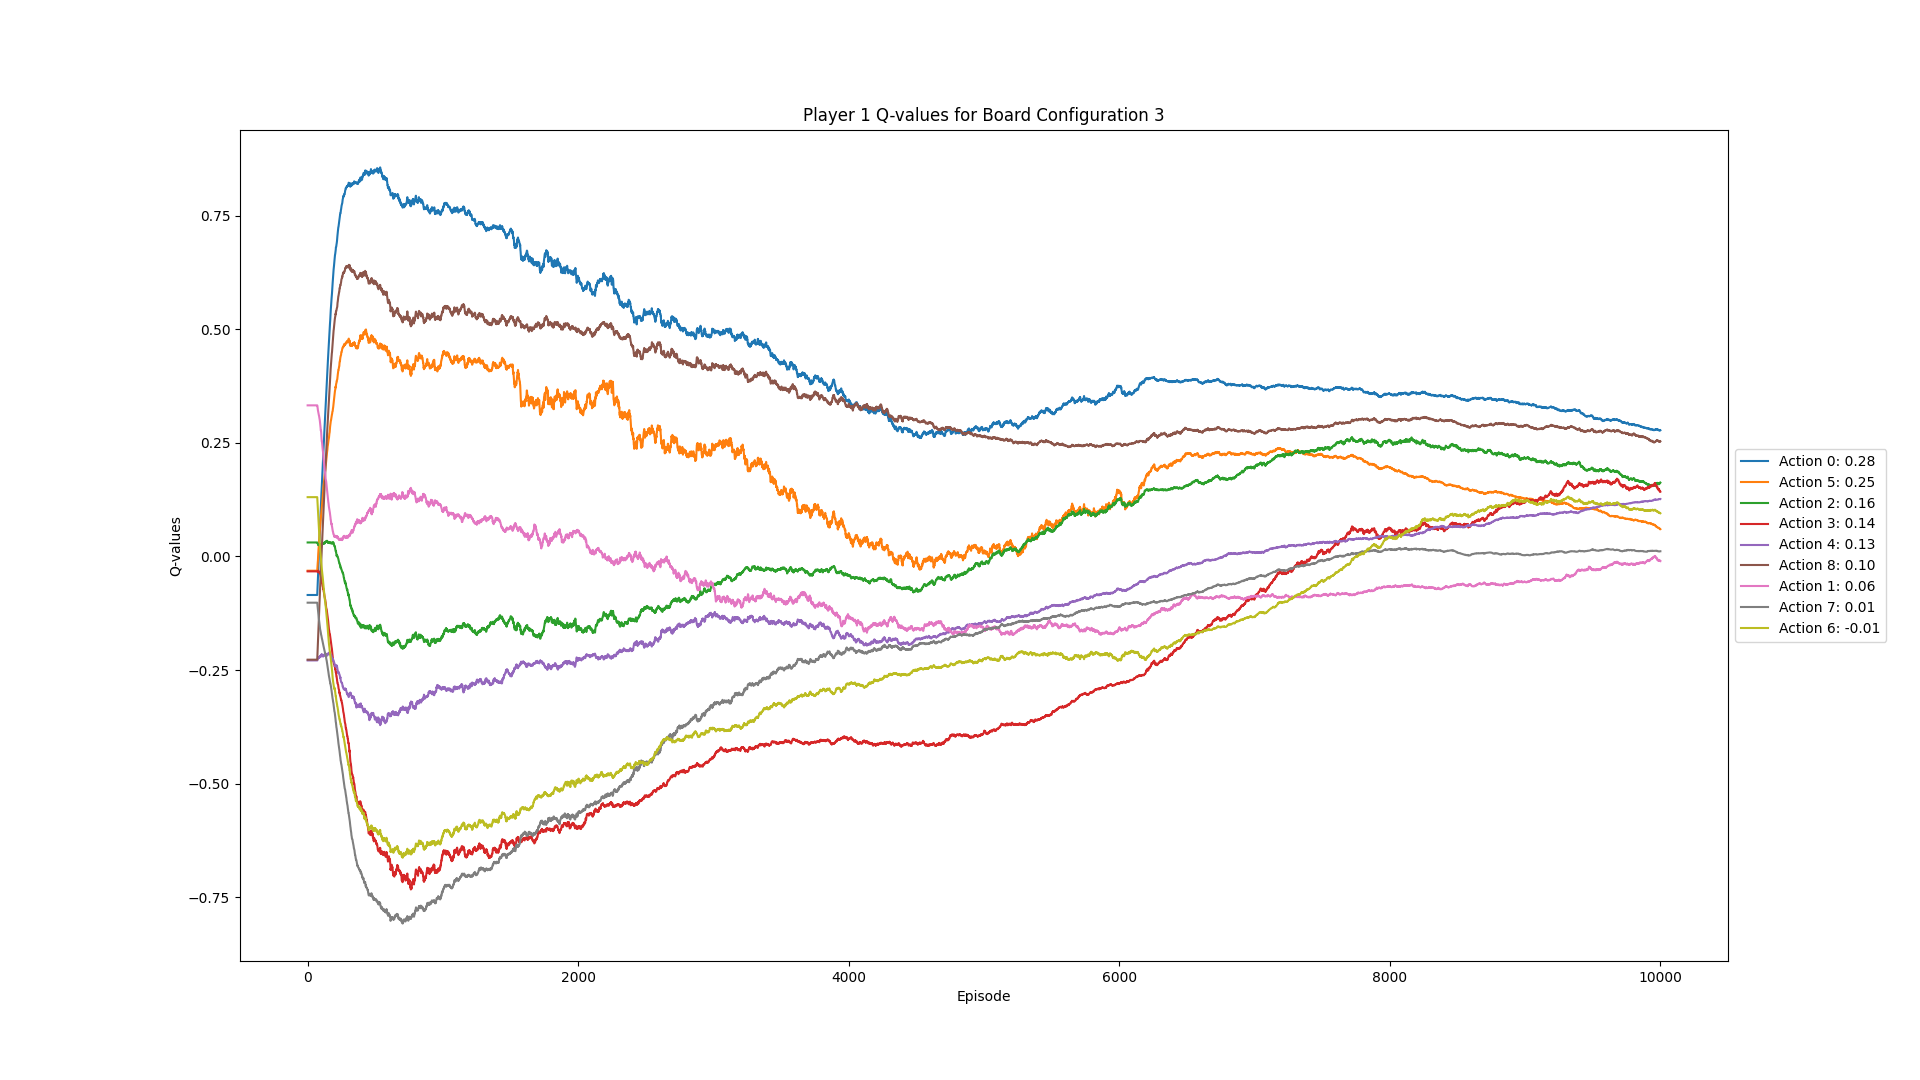 Player 1 Q-values for Board Configuration 3
Q-values
0.75
0.50
0.25
0.00
−0.25
−0.50
−0.75
0
2000
4000
6000
8000
10000
Episode
Action 0: 0.28
Action 5: 0.25
Action 2: 0.16
Action 3: 0.14
Action 4: 0.13
Action 8: 0.10
Action 1: 0.06
Action 7: 0.01
Action 6: -0.01